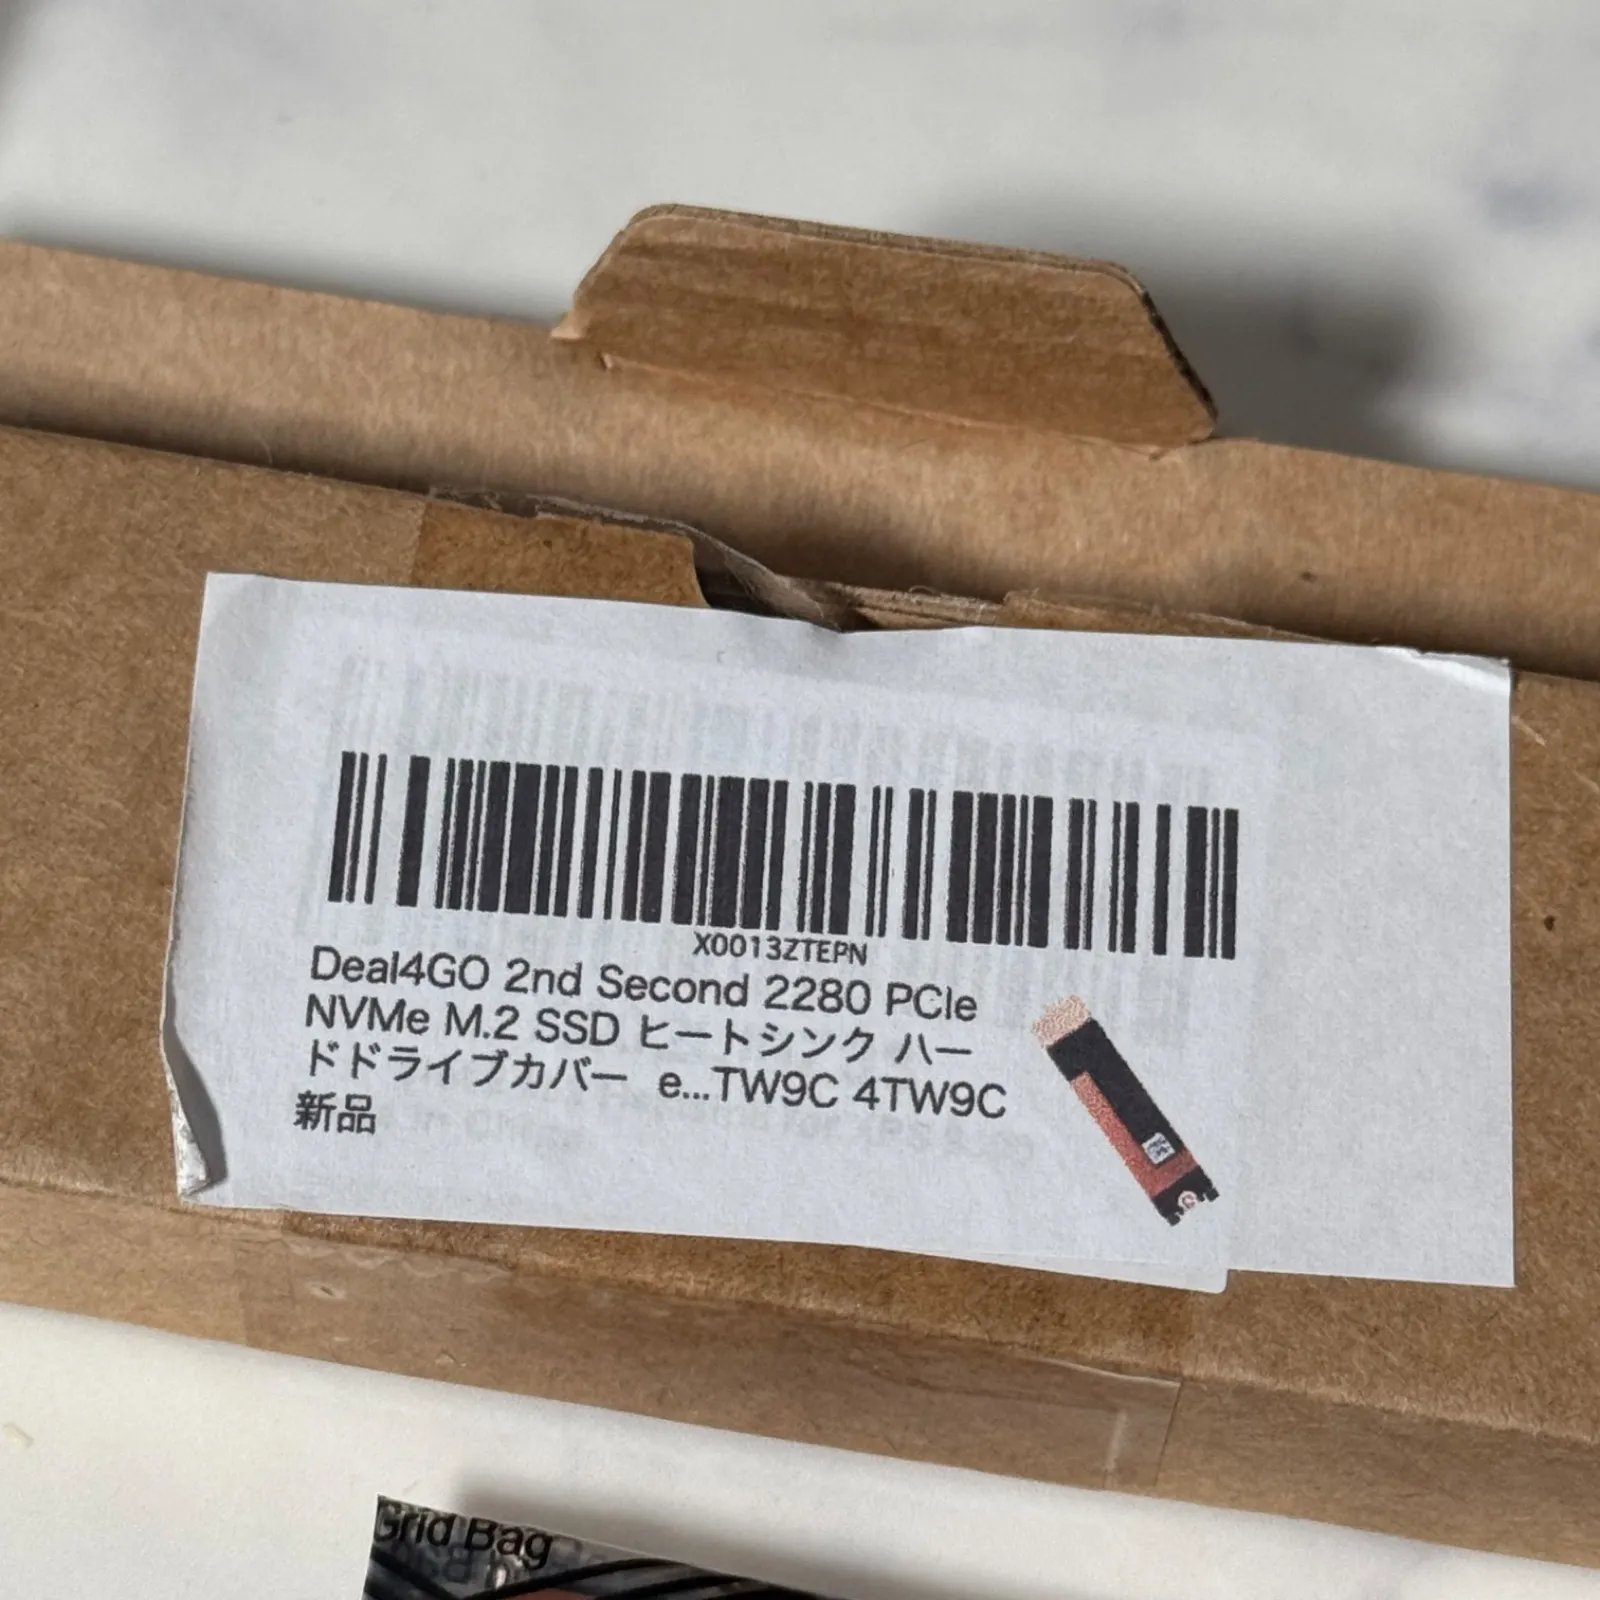 X0013ZTEPN
Deal4GO 2nd Second 2280 PCIe
NVMe M.2 SSD ヒートシンク ハー
ドドライブカバー e...TW9C 4TW9C
新品
Grid Bag